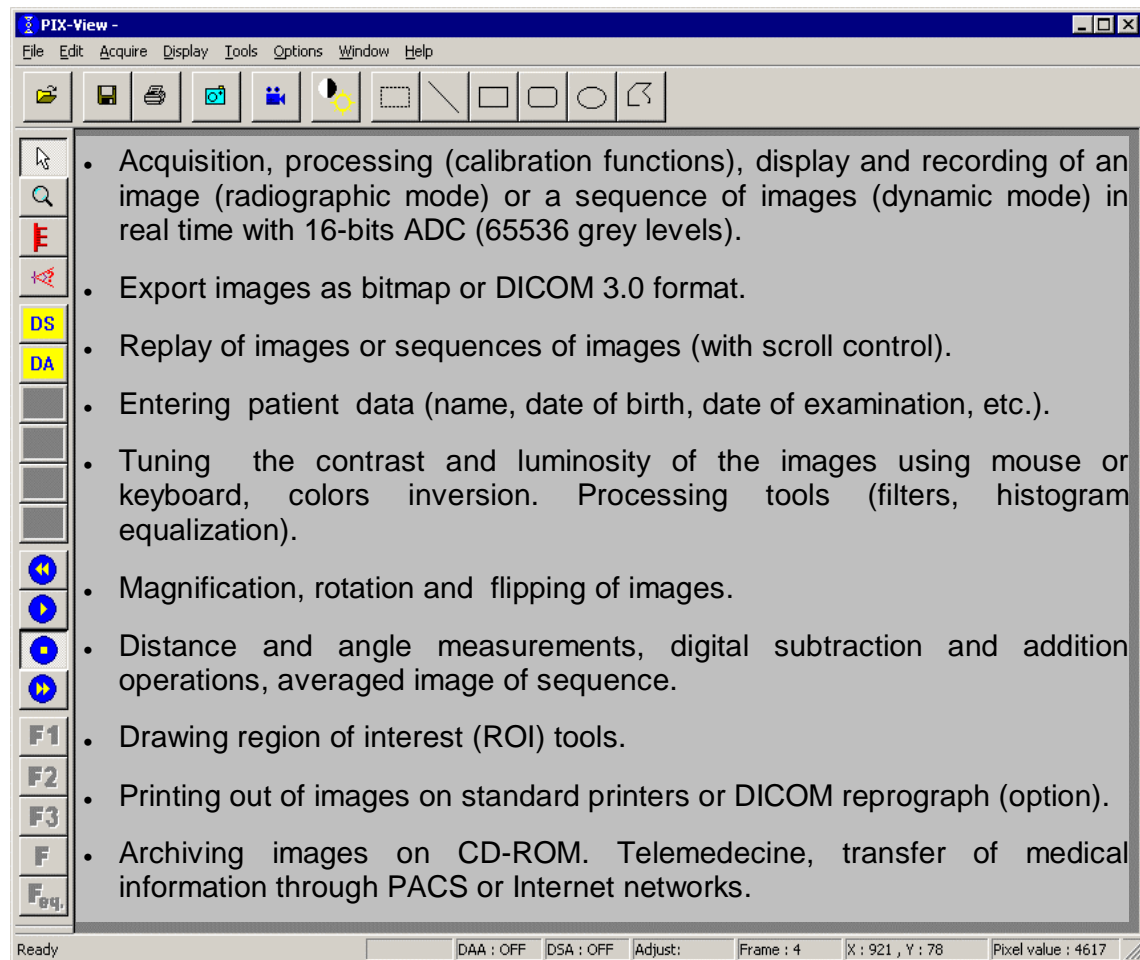 PIX-View -
File Edit Acquire Display Tools Options Window Help
• Acquisition, processing (calibration functions), display and recording of an
image (radiographic mode) or a sequence of images (dynamic mode) in
real time with 16-bits ADC (65536 grey levels).
• Export images as bitmap or DICOM 3.0 format.
DS
• Replay of images or sequences of images (with scroll control).
DA
• Entering patient data (name, date of birth, date of examination, etc.).
• Tuning the contrast and luminosity of the images using mouse or
keyboard, colors inversion. Processing tools (filters, histogram
equalization).
• Magnification, rotation and flipping of images.
• Distance and angle measurements, digital subtraction and addition
operations, averaged image of sequence.
F1
• Drawing region of interest (ROI) tools.
F2
• Printing out of images on standard printers or DICOM reprograph (option).
F3
F
• Archiving images on CD-ROM. Telemedecine, transfer of medical
information through PACS or Internet networks.
Feq.
Ready DAA : OFF DSA : OFF Adjust: Frame : 4 X : 921 , Y : 78 Pixel value : 4617